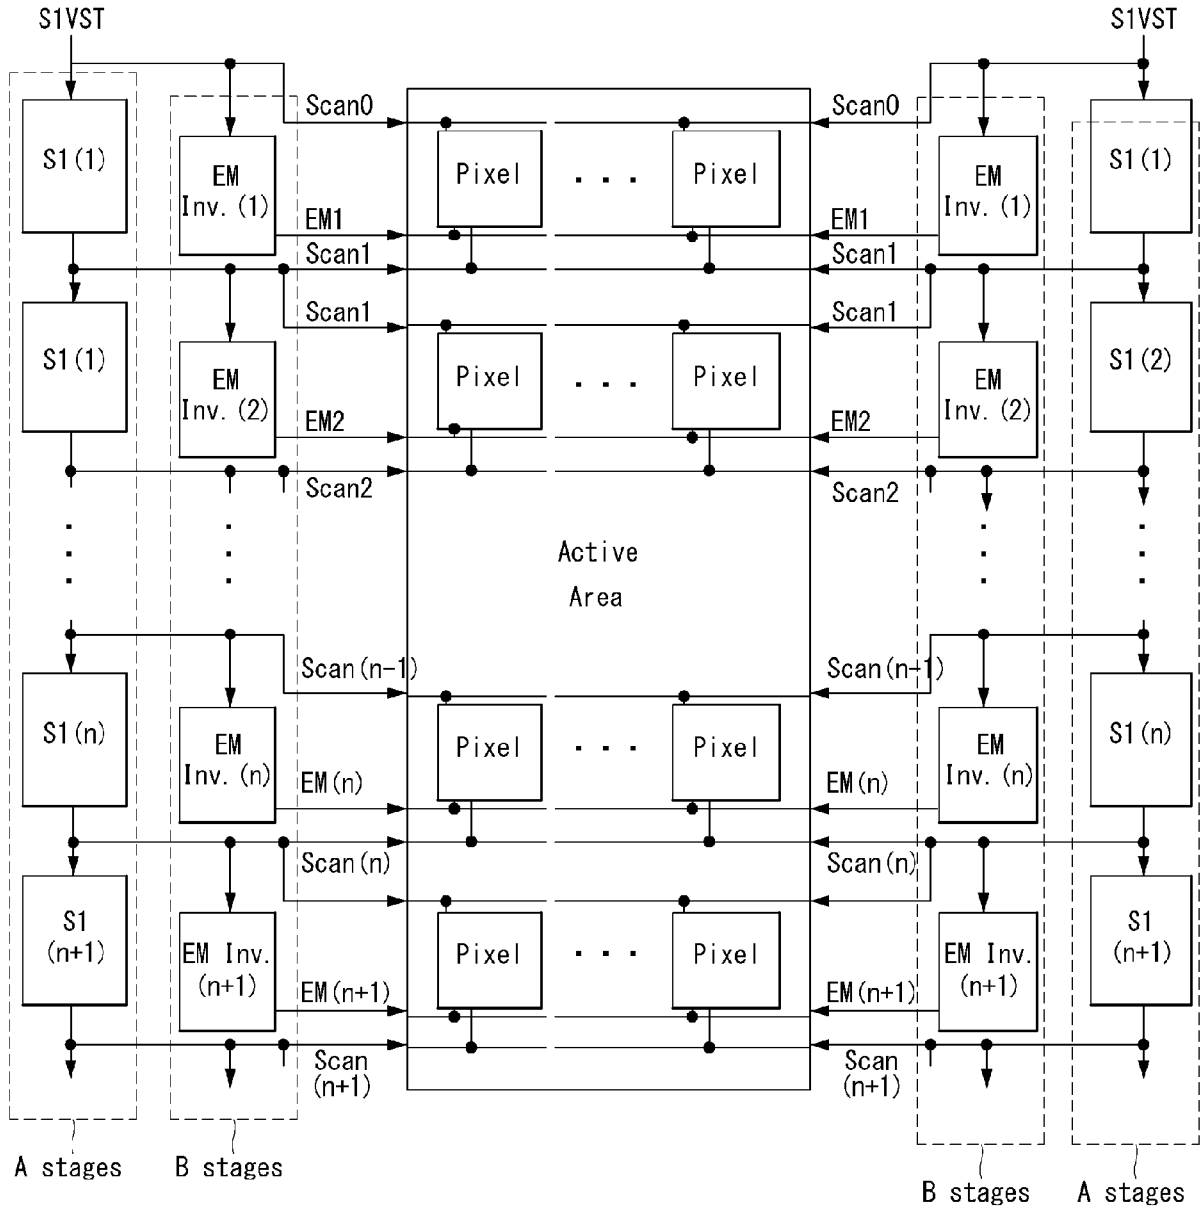 S1VST S1VST
Scan0 Scan0
S1(1) EM Inv.(1) Pixel . . . Pixel EM Inv.(1) S1(1)
EM1 EM1
Scan1 Scan1
Scan1 Scan1
S1(1) EM Inv.(2) Pixel . . . Pixel EM Inv.(2) S1(2)
EM2 EM2
Scan2 Scan2
Active
Area
Scan(n-1) Scan(n-1)
S1(n) EM Inv.(n) Pixel . . . Pixel EM Inv.(n) S1(n)
EM(n) EM(n)
Scan(n) Scan(n)
S1 (n+1) EM Inv. (n+1) Pixel . . . Pixel EM Inv. (n+1) S1 (n+1)
EM(n+1) EM(n+1)
Scan Scan
(n+1) (n+1)
A stages B stages
B stages A stages